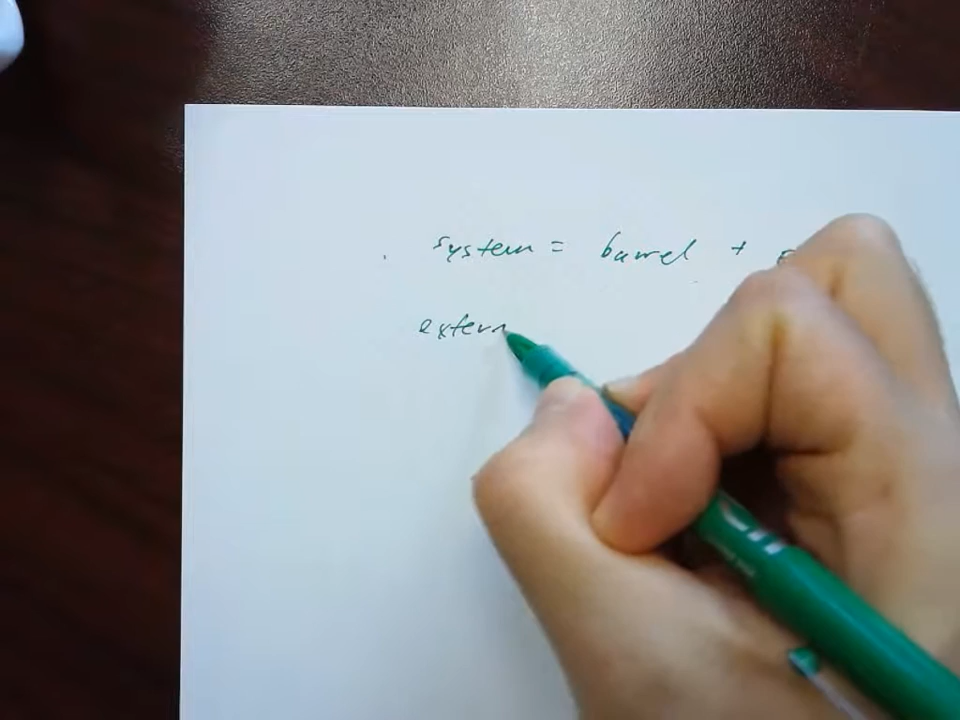 system = barrel +
extern